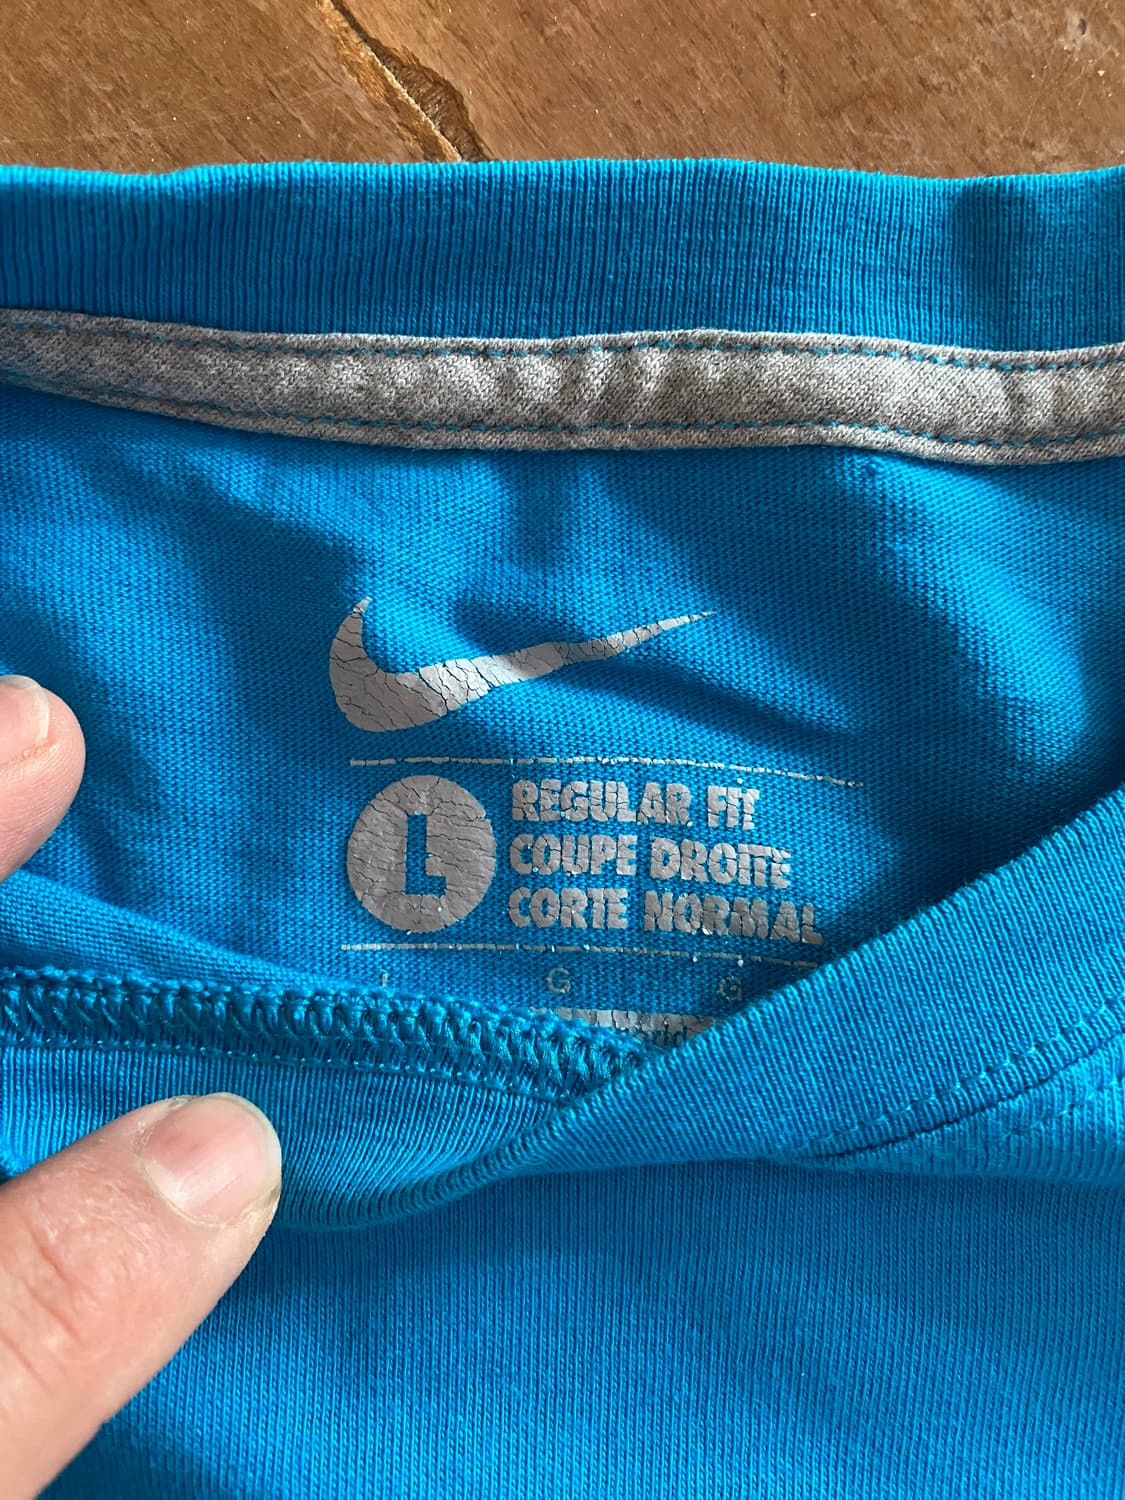 L
REGULAR FIT
COUPE DROITE
CORTE NORMAL
L G G